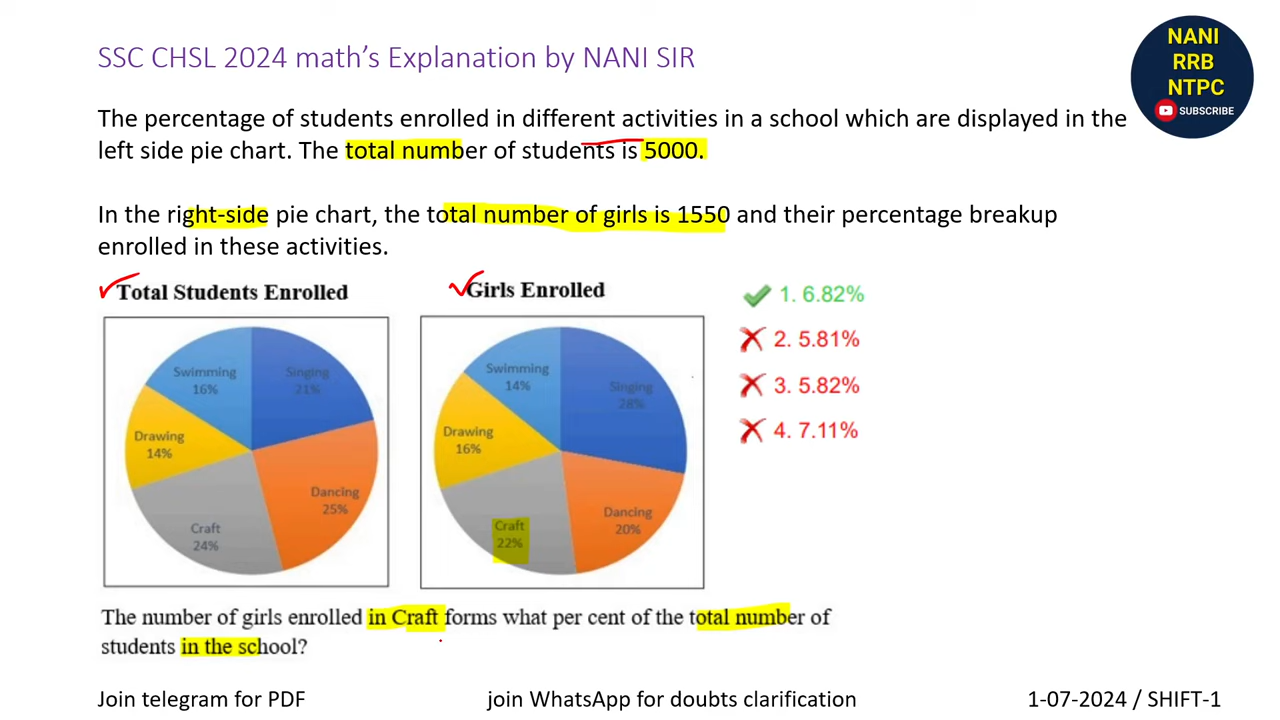 SSC CHSL 2024 math’s Explanation by NANI SIR
NANI
RRB
NTPC
SUBSCRIBE
The percentage of students enrolled in different activities in a school which are displayed in the
left side pie chart. The total number of students is 5000.
In the right-side pie chart, the total number of girls is 1550 and their percentage breakup
enrolled in these activities.
Total Students Enrolled
Swimming
16%
Singing
21%
Drawing
14%
Dancing
25%
Craft
24%
Girls Enrolled
Swimming
14%
Singing
28%
Drawing
16%
Dancing
20%
Craft
22%
1. 6.82%
2. 5.81%
3. 5.82%
4. 7.11%
The number of girls enrolled in Craft forms what per cent of the total number of
students in the school?
Join telegram for PDF
join WhatsApp for doubts clarification
1-07-2024 / SHIFT-1